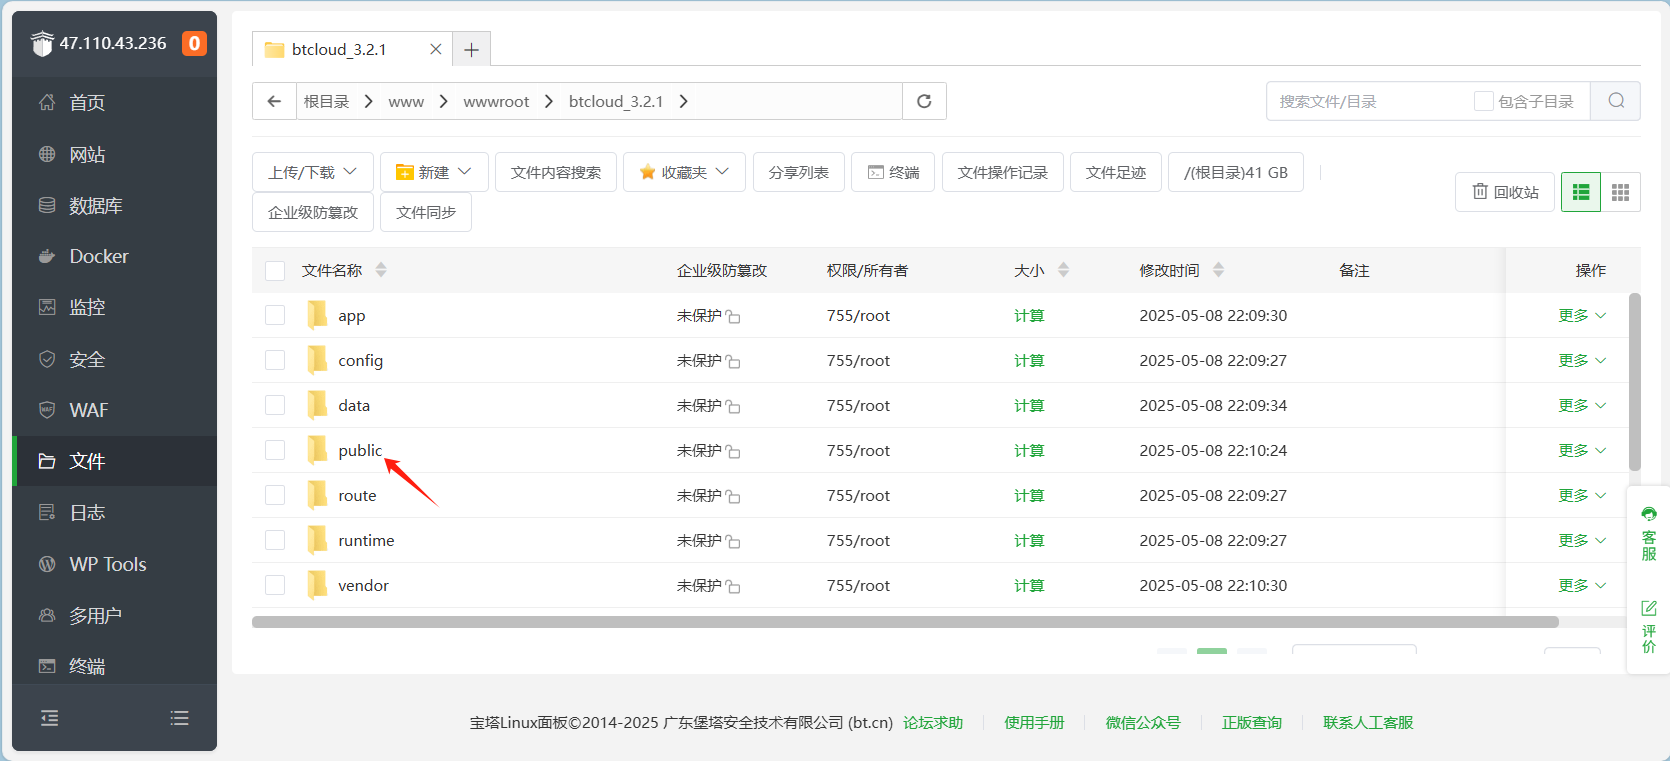 47.110.43.236 0
首页
网站
数据库
Docker
监控
安全
WAF
文件
日志
WP Tools
多用户
终端
btcloud_3.2.1
根目录 www wwwroot btcloud_3.2.1
搜索文件/目录 包含子目录
上传/下载 新建 文件内容搜索 收藏夹 分享列表 终端 文件操作记录 文件足迹 /(根目录)41 GB
企业级防篡改 文件同步
回收站
文件名称 企业级防篡改 权限/所有者 大小 修改时间 备注 操作
app 未保护 755/root 计算 2025-05-08 22:09:30 更多
config 未保护 755/root 计算 2025-05-08 22:09:27 更多
data 未保护 755/root 计算 2025-05-08 22:09:34 更多
public 未保护 755/root 计算 2025-05-08 22:10:24 更多
route 未保护 755/root 计算 2025-05-08 22:09:27 更多
runtime 未保护 755/root 计算 2025-05-08 22:09:27 更多
vendor 未保护 755/root 计算 2025-05-08 22:10:30 更多
客服
评价
宝塔Linux面板©2014-2025 广东堡塔安全技术有限公司 (bt.cn) 论坛求助 使用手册 微信公众号 正版查询 联系人工客服